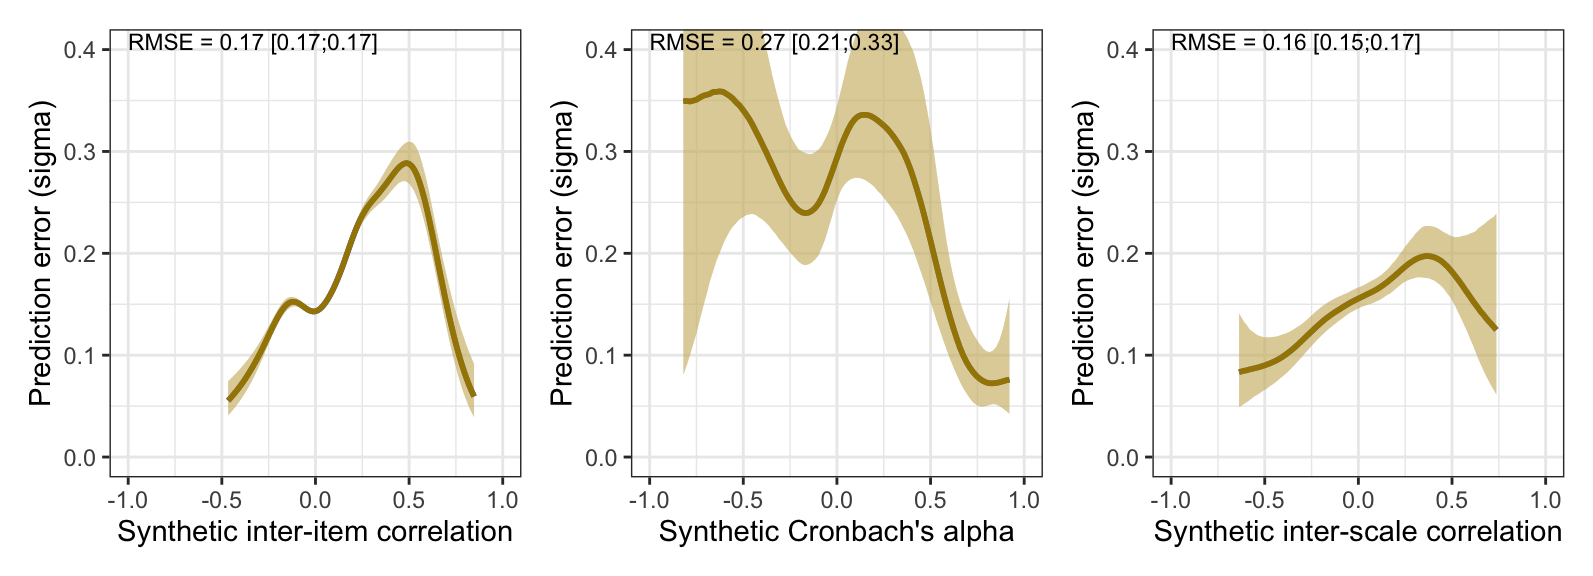 RMSE = 0.17 [0.17;0.17]
Prediction error (sigma)
0.4
0.3
0.2
0.1
0.0
-1.0 -0.5 0.0 0.5 1.0
Synthetic inter-item correlation
RMSE = 0.27 [0.21;0.33]
Prediction error (sigma)
0.4
0.3
0.2
0.1
0.0
-1.0 -0.5 0.0 0.5 1.0
Synthetic Cronbach's alpha
RMSE = 0.16 [0.15;0.17]
Prediction error (sigma)
0.4
0.3
0.2
0.1
0.0
-1.0 -0.5 0.0 0.5 1.0
Synthetic inter-scale correlation